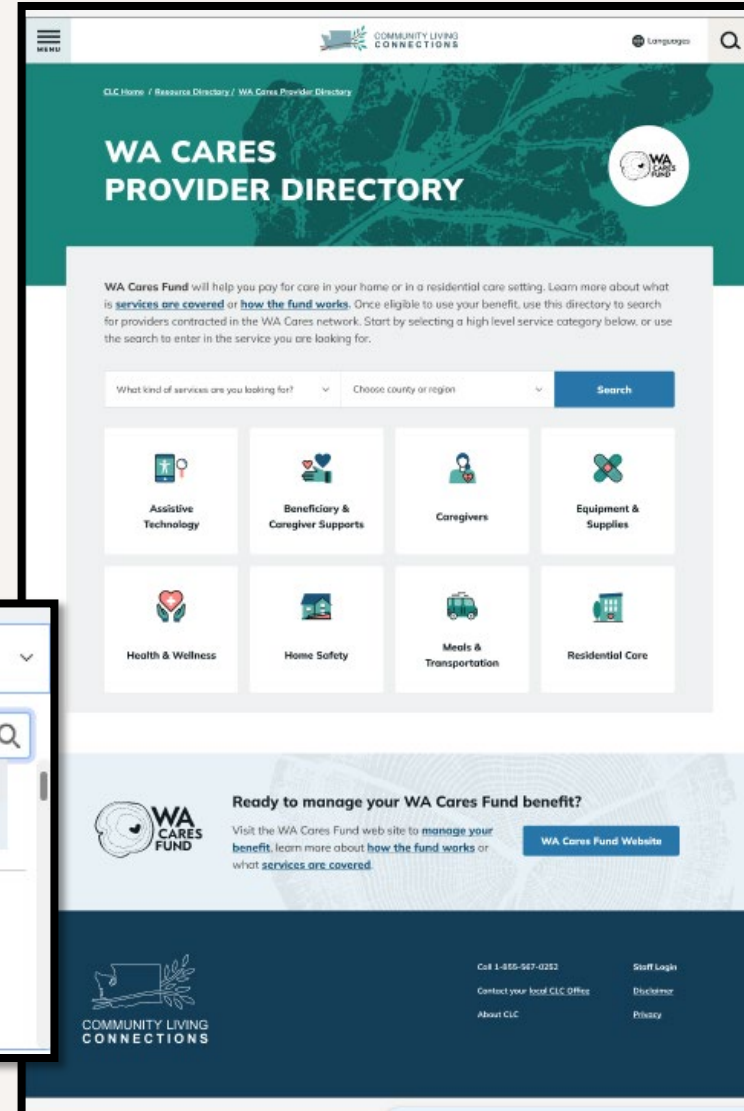 MENU
COMMUNITY LIVING
CONNECTIONS
Languages
CLC Home / Resource Directory / WA Cares Provider Directory
WA CARES
PROVIDER DIRECTORY
WA
CARES
FUND
WA Cares Fund will help you pay for care in your home or in a residential care setting. Learn more about what
is services are covered or how the fund works. Once eligible to use your benefit, use this directory to search
for providers contracted in the WA Cares network. Start by selecting a high level service category below, or use
the search to enter in the service you are looking for.
What kind of services are you looking for?
Choose county or region
Search
Assistive
Technology
Beneficiary &
Caregiver Supports
Caregivers
Equipment &
Supplies
Health & Wellness
Home Safety
Meals &
Transportation
Residential Care
WA
CARES
FUND
Ready to manage your WA Cares Fund benefit?
Visit the WA Cares Fund web site to manage your
benefit, learn more about how the fund works or
what services are covered.
WA Cares Fund Website
COMMUNITY LIVING
CONNECTIONS
Call 1-855-567-0252
Contact your local CLC Office
About CLC
Staff Login
Disclaimer
Privacy